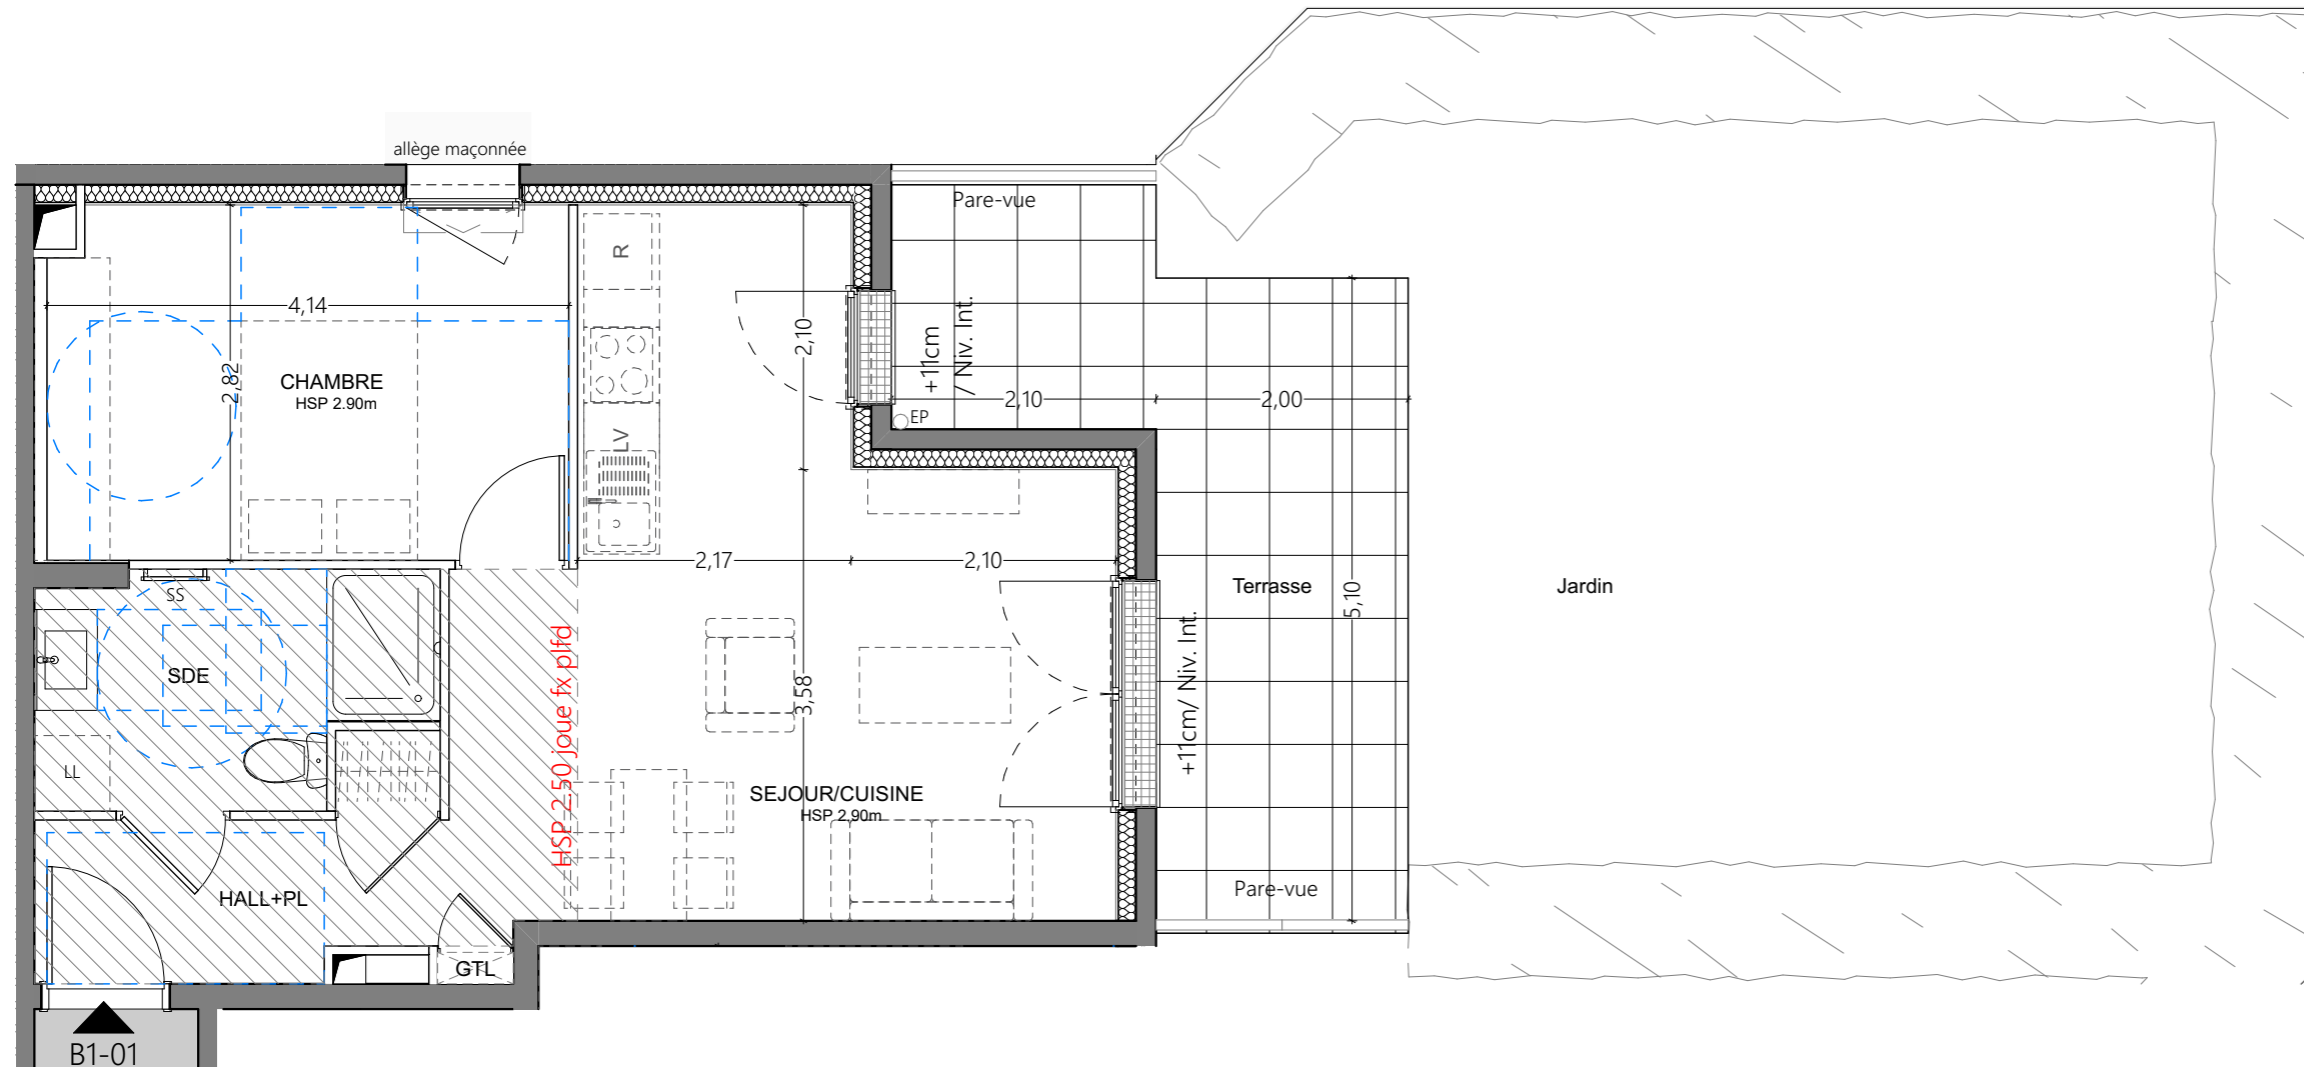 allège maçonnée
Pare-vue
R
4,14
2,10
+11cm
/ Niv. Int.
CHAMBRE
HSP 2.90m
2,82
2,10
2,00
EP
LV
2,17
2,10
Terrasse
5,10
Jardin
SS
SDE
HSP 2,50 joue fx plfd
3,58
+11cm/ Niv. Int.
LL
SEJOUR/CUISINE
HSP 2,90m
HALL+PL
Pare-vue
GTL
B1-01